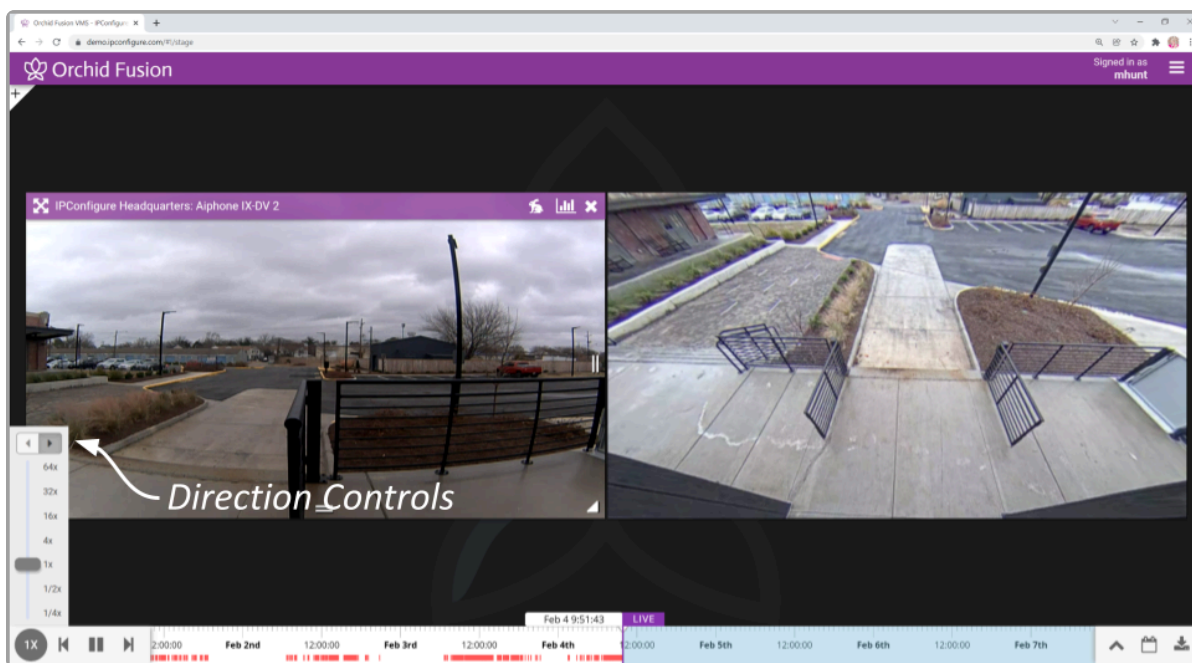 Orchid Fusion VMS - IPConfigur
demo.ipconfigure.com/#!/stage
Orchid Fusion
Signed in as
mhunt
+
IPConfigure Headquarters: Aiphone IX-DV 2
Direction Controls
64x
32x
16x
4x
1x
1/2x
1/4x
Feb 4 9:51:43 LIVE
1X
2:00:00 Feb 2nd 12:00:00 Feb 3rd 12:00:00 Feb 4th 12:00:00 Feb 5th 12:00:00 Feb 6th 12:00:00 Feb 7th